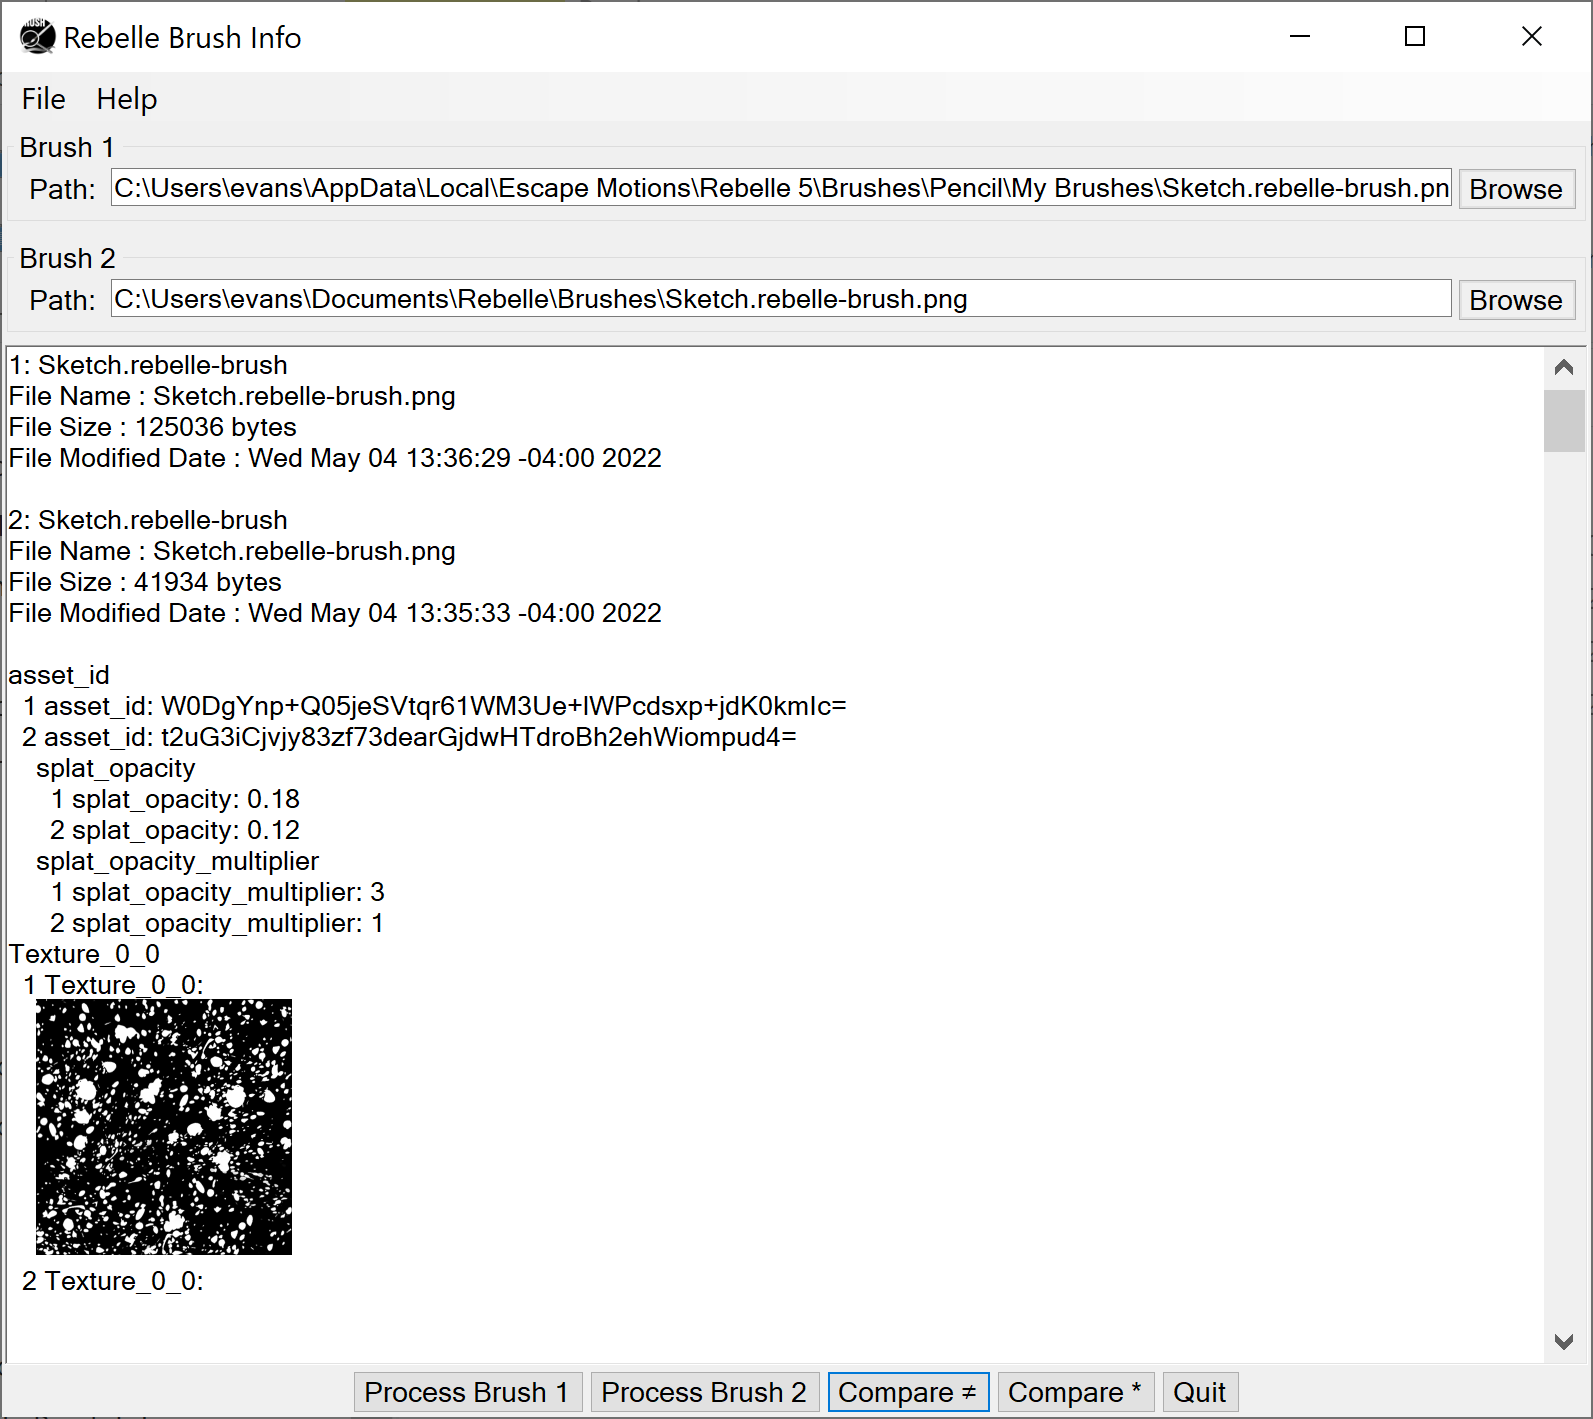 Rebelle Brush Info
File Help
Brush 1
Path: C:\Users\evans\AppData\Local\Escape Motions\Rebelle 5\Brushes\Pencil\My Brushes\Sketch.rebelle-brush.pn Browse
Brush 2
Path: C:\Users\evans\Documents\Rebelle\Brushes\Sketch.rebelle-brush.png Browse
1: Sketch.rebelle-brush
File Name : Sketch.rebelle-brush.png
File Size : 125036 bytes
File Modified Date : Wed May 04 13:36:29 -04:00 2022
2: Sketch.rebelle-brush
File Name : Sketch.rebelle-brush.png
File Size : 41934 bytes
File Modified Date : Wed May 04 13:35:33 -04:00 2022
asset_id
1 asset_id: W0DgYnp+Q05jeSVtqr61WM3Ue+lWPcdsxp+jdK0kmIc=
2 asset_id: t2uG3iCjvjy83zf73dearGjdwHTdroBh2ehWiompud4=
splat_opacity
1 splat_opacity: 0.18
2 splat_opacity: 0.12
splat_opacity_multiplier
1 splat_opacity_multiplier: 3
2 splat_opacity_multiplier: 1
Texture_0_0
1 Texture_0_0:
2 Texture_0_0:
Process Brush 1 Process Brush 2 Compare ≠ Compare * Quit